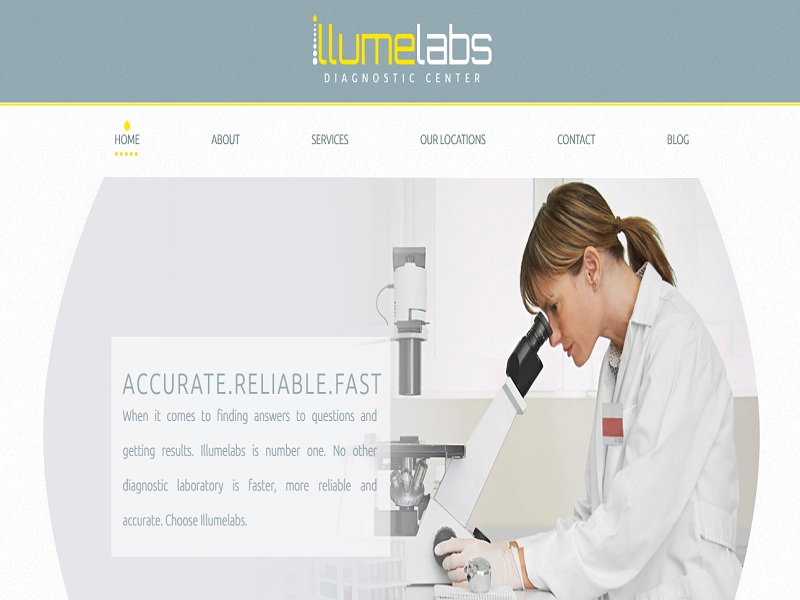 illumelabs
DIAGNOSTIC CENTER
HOME ABOUT SERVICES OUR LOCATIONS CONTACT BLOG
ACCURATE.RELIABLE.FAST
When it comes to finding answers to questions and
getting results. Illumelabs is number one. No other
diagnostic laboratory is faster, more reliable and
accurate. Choose Illumelabs.